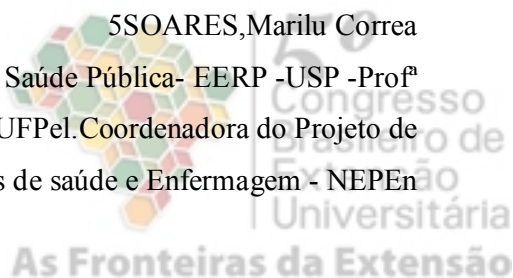 5SOARES,Marilu Correa
Saúde Pública- EERP -USP -Profª
UFPel.Coordenadora do Projeto de
s de saúde e Enfermagem - NEPEn
5º
Congresso
Brasileiro de
Extensão
Universitária
As Fronteiras da Extensão